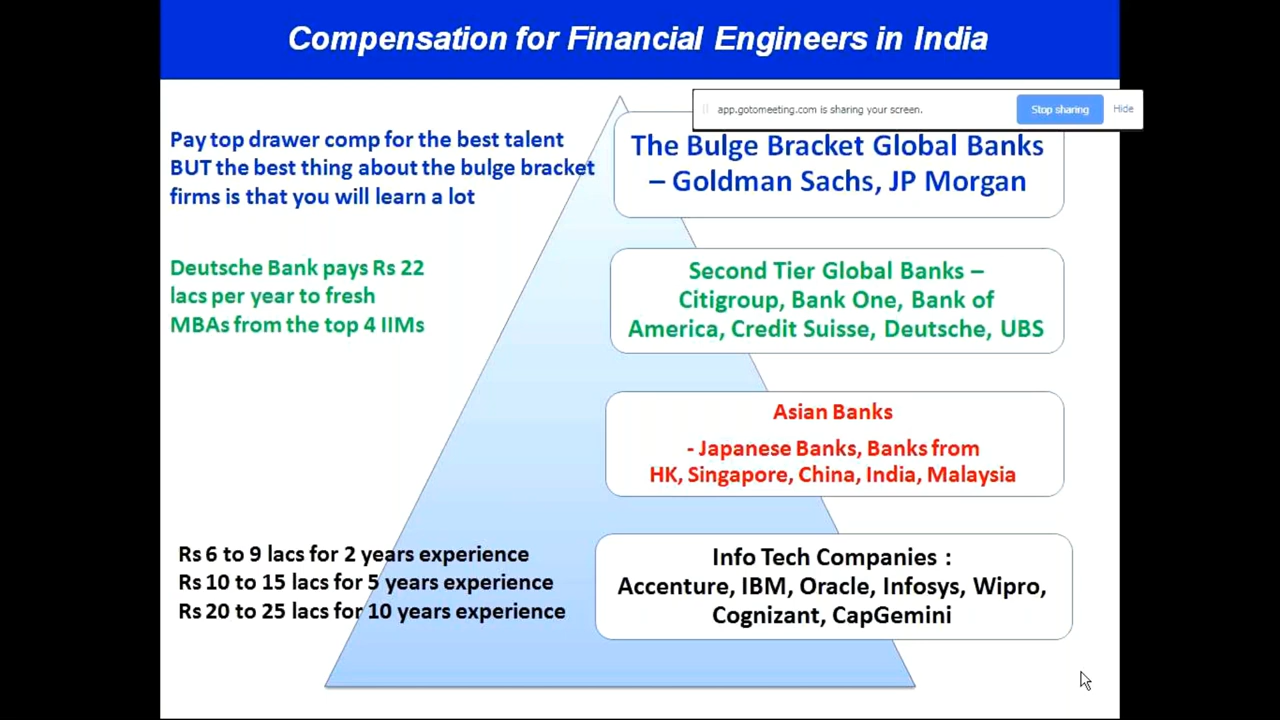 Compensation for Financial Engineers in India
app.gotomeeting.com is sharing your screen.
Stop sharing
Hide
Pay top drawer comp for the best talent
BUT the best thing about the bulge bracket
firms is that you will learn a lot
The Bulge Bracket Global Banks
– Goldman Sachs, JP Morgan
Deutsche Bank pays Rs 22
lacs per year to fresh
MBAs from the top 4 IIMs
Second Tier Global Banks –
Citigroup, Bank One, Bank of
America, Credit Suisse, Deutsche, UBS
Asian Banks
- Japanese Banks, Banks from
HK, Singapore, China, India, Malaysia
Rs 6 to 9 lacs for 2 years experience
Rs 10 to 15 lacs for 5 years experience
Rs 20 to 25 lacs for 10 years experience
Info Tech Companies :
Accenture, IBM, Oracle, Infosys, Wipro,
Cognizant, CapGemini